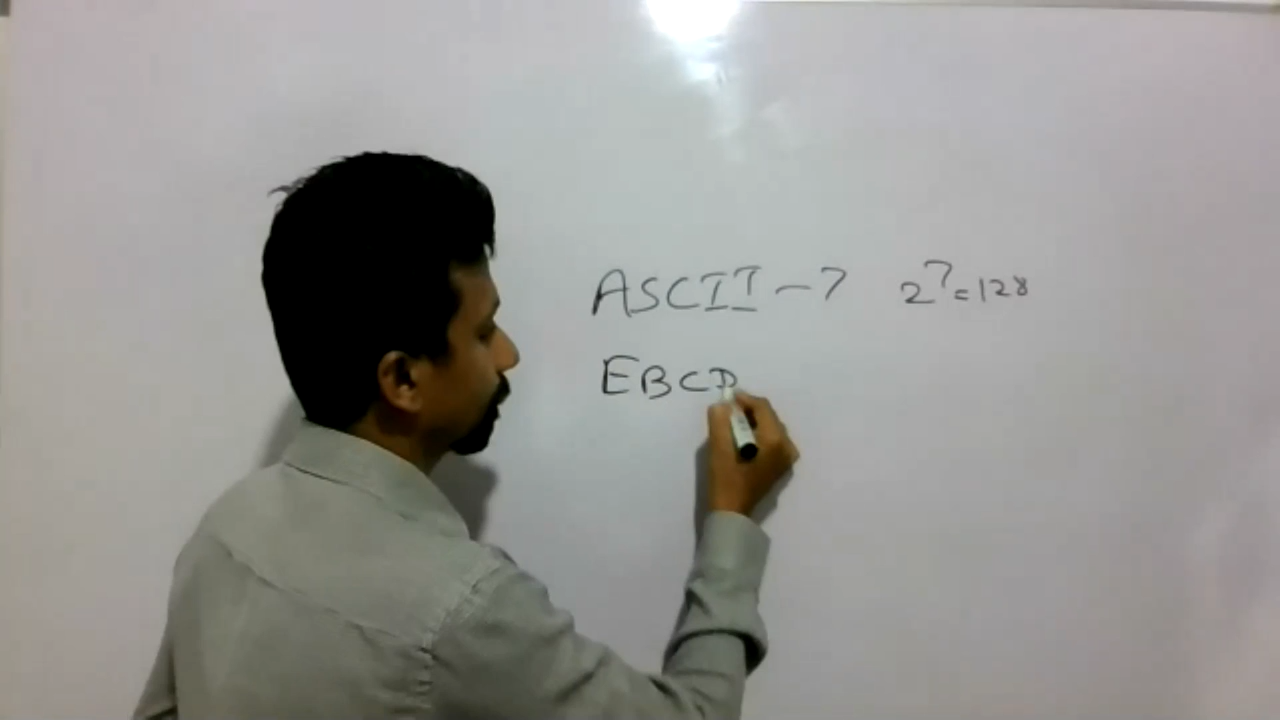 ASCII - 7 2⁷ = 128
EBCD